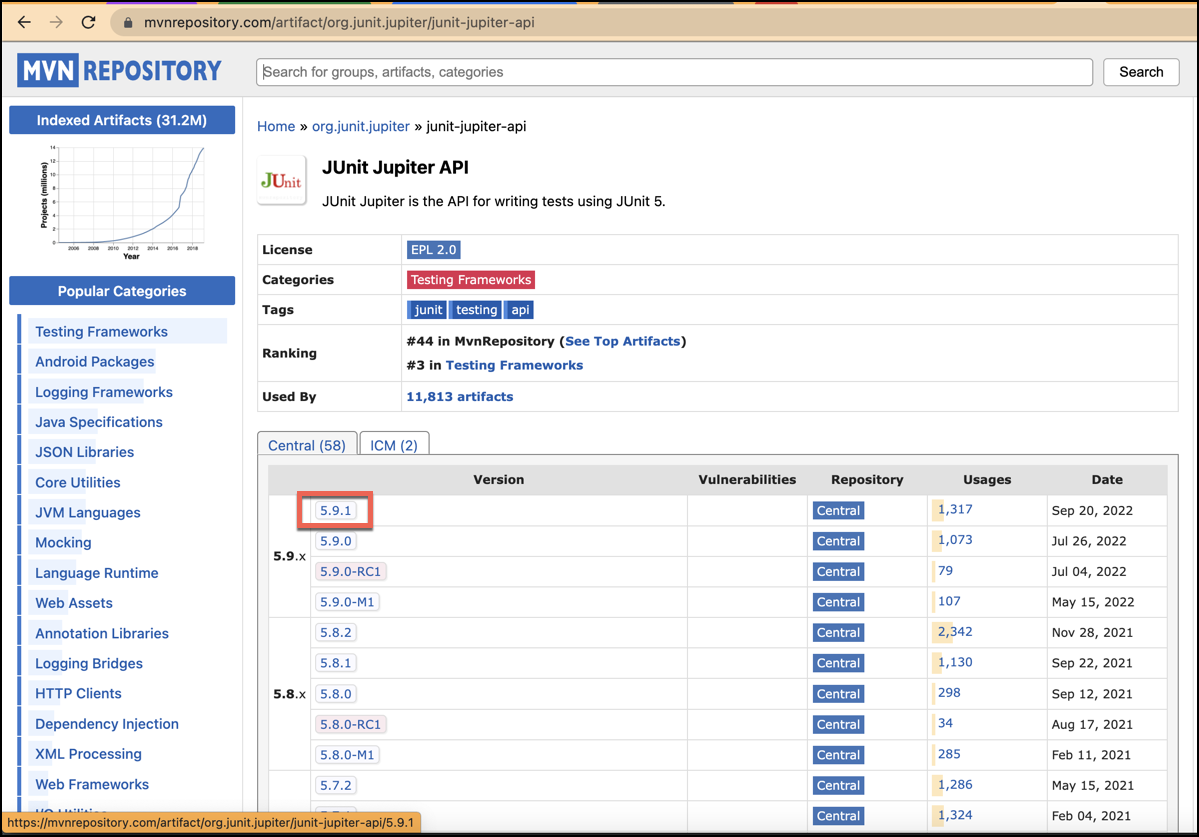 mvnrepository.com/artifact/org.junit.jupiter/junit-jupiter-api
MVN REPOSITORY
Search for groups, artifacts, categories
Search
Indexed Artifacts (31.2M)
Projects (millions)
14
12
10
8
6
4
2
0
2006 2008 2010 2012 2014 2016 2018
Year
Popular Categories
Testing Frameworks
Android Packages
Logging Frameworks
Java Specifications
JSON Libraries
Core Utilities
JVM Languages
Mocking
Language Runtime
Web Assets
Annotation Libraries
Logging Bridges
HTTP Clients
Dependency Injection
XML Processing
Web Frameworks
Home » org.junit.jupiter » junit-jupiter-api
JUnit
JUnit Jupiter API
JUnit Jupiter is the API for writing tests using JUnit 5.
License EPL 2.0
Categories Testing Frameworks
Tags junit testing api
Ranking
#44 in MvnRepository (See Top Artifacts)
#3 in Testing Frameworks
Used By 11,813 artifacts
Central (58) ICM (2)
Version Vulnerabilities Repository Usages Date
5.9.x
5.9.1 Central 1,317 Sep 20, 2022
5.9.0 Central 1,073 Jul 26, 2022
5.9.0-RC1 Central 79 Jul 04, 2022
5.9.0-M1 Central 107 May 15, 2022
5.8.x
5.8.2 Central 2,342 Nov 28, 2021
5.8.1 Central 1,130 Sep 22, 2021
5.8.0 Central 298 Sep 12, 2021
5.8.0-RC1 Central 34 Aug 17, 2021
5.8.0-M1 Central 285 Feb 11, 2021
5.7.2 Central 1,286 May 15, 2021
Central 1,324 Feb 04, 2021
https://mvnrepository.com/artifact/org.junit.jupiter/junit-jupiter-api/5.9.1